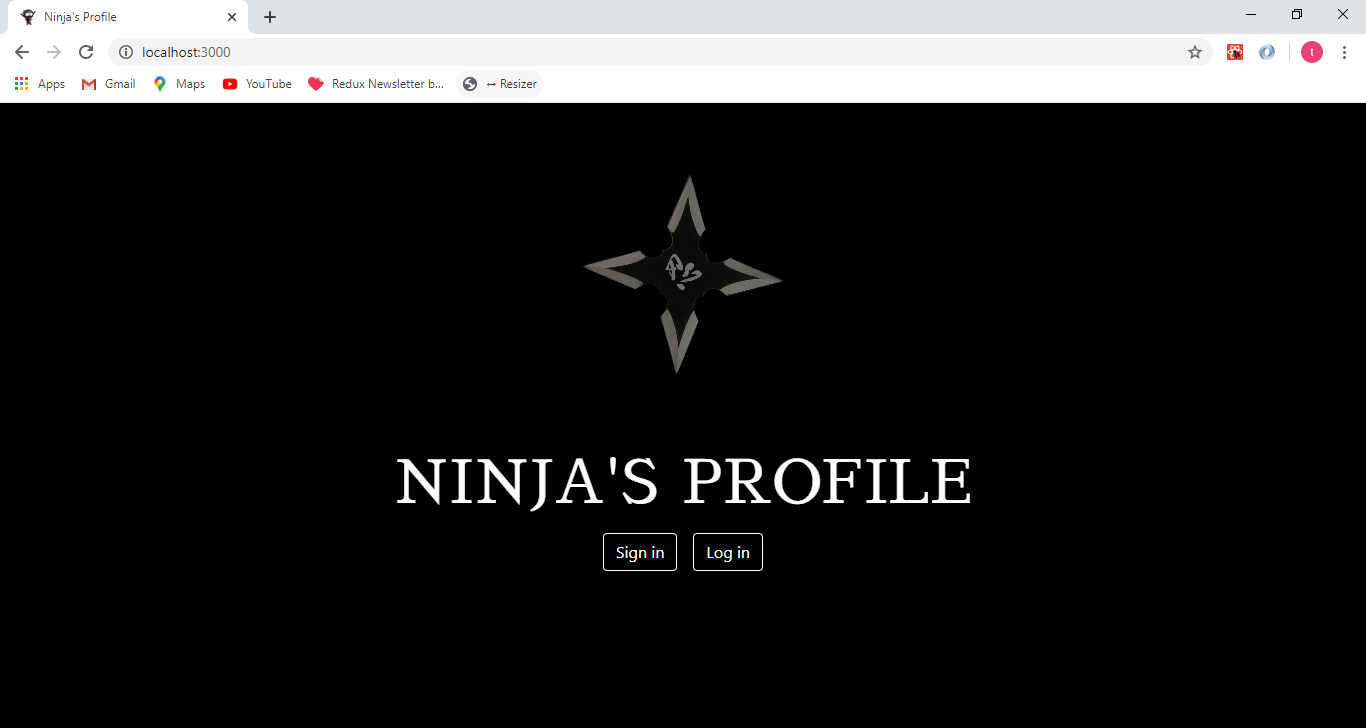 Ninja's Profile
localhost:3000
t
Apps Gmail Maps YouTube Redux Newsletter b... ↔ Resizer
NINJA'S PROFILE
Sign in Log in